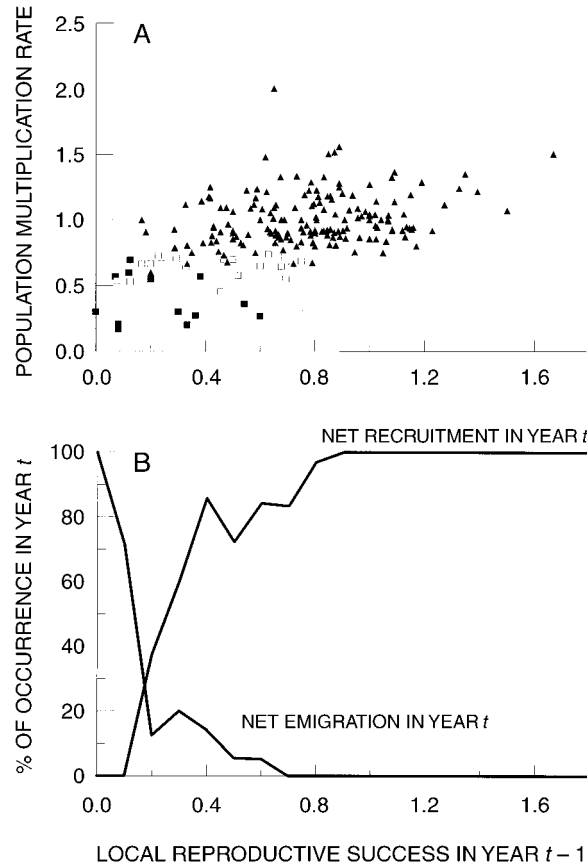 A
POPULATION MULTIPLICATION RATE
2.5
2.0
1.5
1.0
0.5
0.0
0.0 0.4 0.8 1.2 1.6
B
NET RECRUITMENT IN YEAR t
% OF OCCURRENCE IN YEAR t
100
80
60
40
20
0
NET EMIGRATION IN YEAR t
0.0 0.4 0.8 1.2 1.6
LOCAL REPRODUCTIVE SUCCESS IN YEAR t – 1